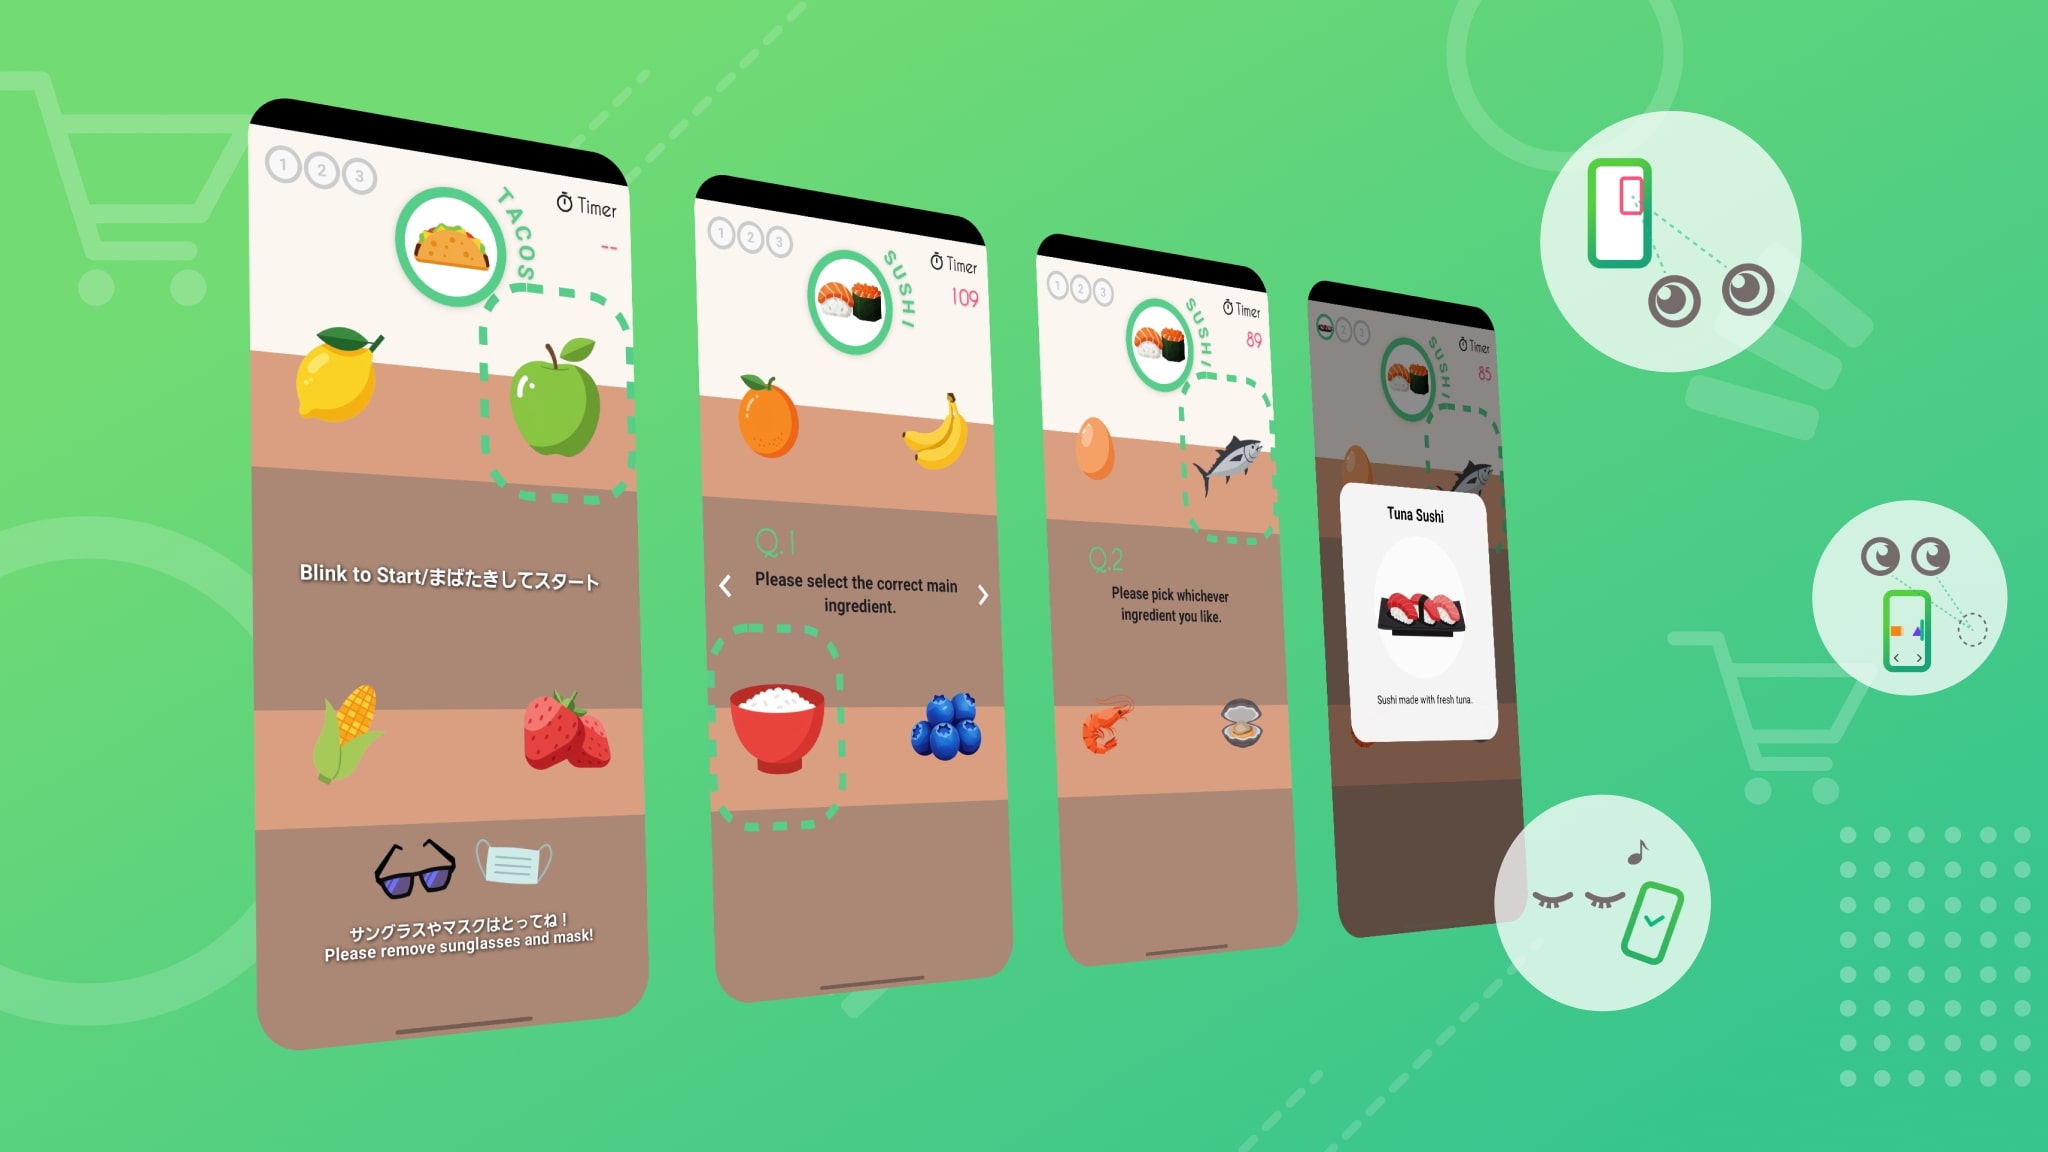 1 2 3
TACOS
Timer
--
Blink to Start/まばたきしてスタート
サングラスやマスクはとってね！
Please remove sunglasses and mask!
1 2 3
SUSHI
Timer
109
Q.1
Please select the correct main
ingredient.
1 2 3
SUSHI
Timer
89
Q.2
Please pick whichever
ingredient you like.
2 3
SUSHI
Timer
85
Tuna Sushi
Sushi made with fresh tuna.